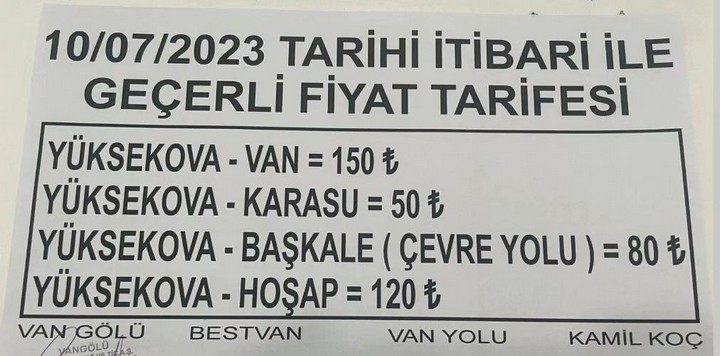 10/07/2023 TARİHİ İTİBARİ İLE
GEÇERLİ FİYAT TARİFESİ
YÜKSEKOVA - VAN = 150 ₺
YÜKSEKOVA - KARASU = 50 ₺
YÜKSEKOVA - BAŞKALE ( ÇEVRE YOLU ) = 80 ₺
YÜKSEKOVA - HOŞAP = 120 ₺
VAN GÖLÜ BESTVAN VAN YOLU KAMİL KOÇ
VANGÖLÜ